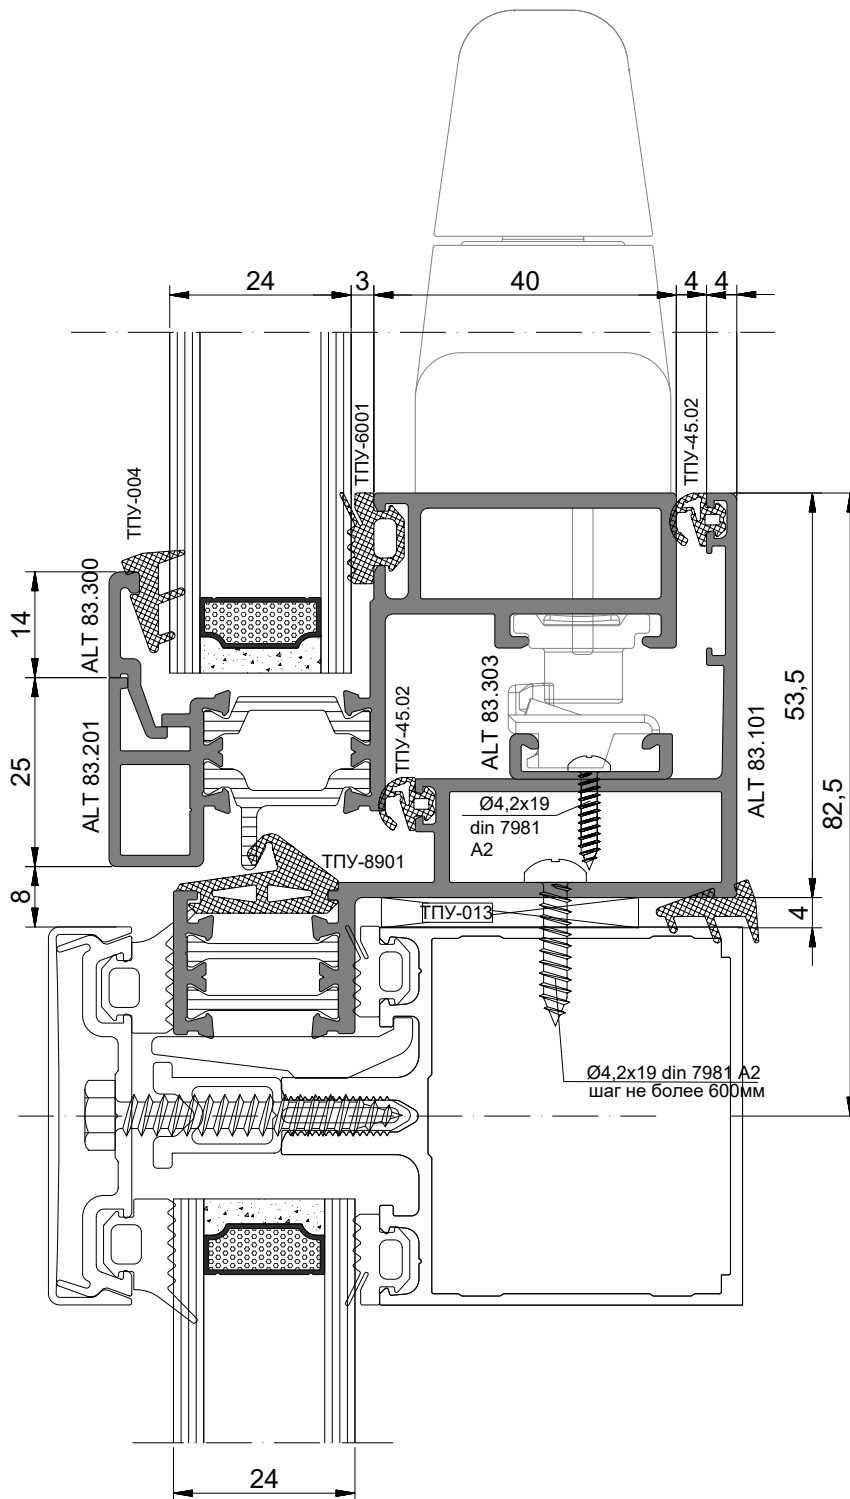 24
3
40
4
4
ТПУ-004
ТПУ-6001
ТПУ-45.02
14
ALT 83.300
25
ALT 83.201
ТПУ-45.02
ALT 83.303
ALT 83.101
53,5
82,5
Ø4,2x19
din 7981
A2
ТПУ-8901
8
ТПУ-013
4
Ø4,2x19 din 7981 A2
шаг не более 600мм
24